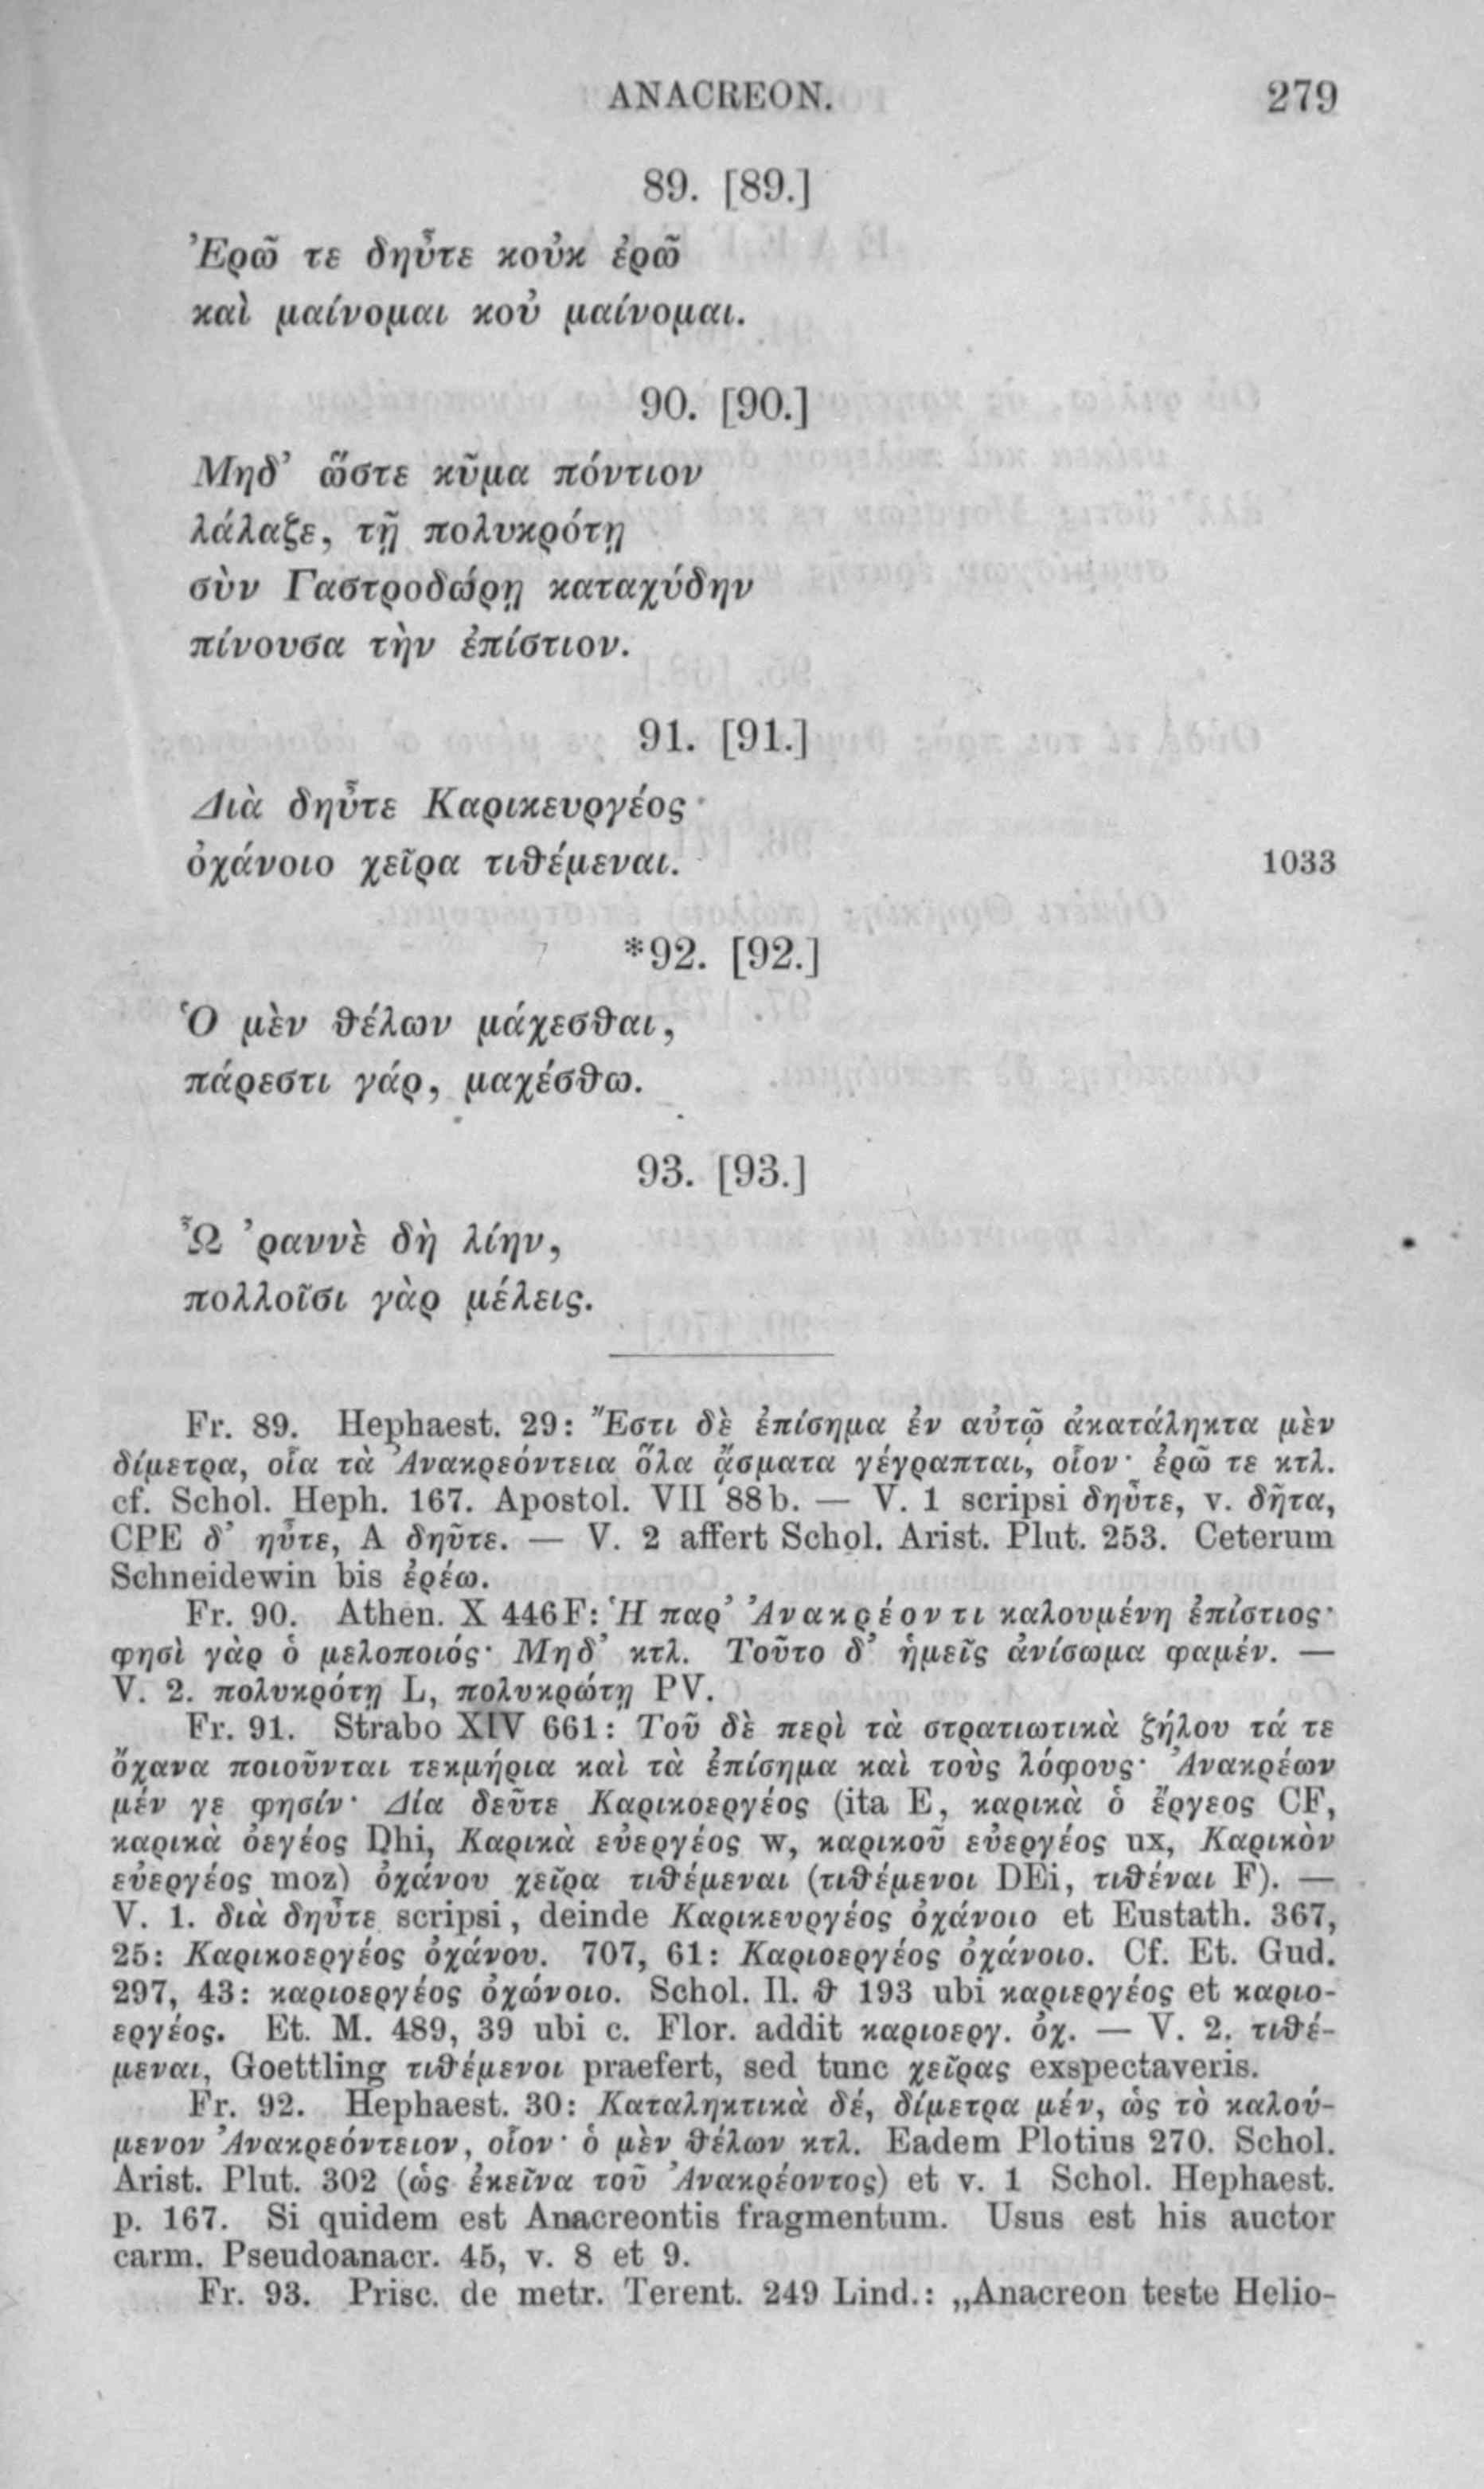 ANACREON. 279
89. [89.]
Ἐρῶ τε δηὖτε κοὐκ ἐρῶ
καὶ μαίνομαι κοὐ μαίνομαι.
90. [90.]
Μηδ’ ὥστε κῦμα πόντιον
λάλαζε, τῇ πολυκρότῃ
σὺν Γαστροδώρῃ καταχύδην
πίνουσα τὴν ἐπίστιον.
91. [91.]
Διὰ δηὖτε Καρικευργέος
ὀχάνοιο χεῖρα τιθέμεναι. 1033
*92. [92.]
Ὁ μὲν θέλων μάχεσθαι,
πάρεστι γάρ, μαχέσθω.
93. [93.]
Ὦ ’ραννὲ δὴ λίην,
πολλοῖσι γὰρ μέλεις.
Fr. 89. Hephaest. 29: Ἔστι δὲ ἐπίσημα ἐν αὐτῷ ἀκατάληκτα μὲν
δίμετρα, οἷα τὰ Ἀνακρεόντεια ὅλα ᾄσματα γέγραπται, οἷον· ἐρῶ τε κτλ.
cf. Schol. Heph. 167. Apostol. VII 88b. — V. 1 scripsi δηὖτε, v. δῆτα,
CPE δ’ ηὖτε, A δηῦτε. — V. 2 affert Schol. Arist. Plut. 253. Ceterum
Schneidewin bis ἐρέω.
Fr. 90. Athen. X 446F: Ἡ παρ’ Ἀνακρέοντι καλουμένη ἐπίστιος·
φησὶ γὰρ ὁ μελοποιός· Μηδ’ κτλ. Τοῦτο δ’ ἡμεῖς ἀνίσωμα φαμέν. —
V. 2. πολυκρότῃ L, πολυκρώτῃ PV.
Fr. 91. Strabo XIV 661: Τοῦ δὲ περὶ τὰ στρατιωτικὰ ζήλου τά τε
ὄχανα ποιοῦνται τεκμήρια καὶ τὰ ἐπίσημα καὶ τοὺς λόφους· Ἀνακρέων
μέν γε φησίν· Δία δεῦτε Καρικοεργέος (ita E, καρικὰ ὁ ἔργεος CF,
καρικὰ ὀεγέος Dhi, Καρικὰ εὐεργέος w, καρικοῦ εὐεργέος ux, Καρικὸν
εὐεργέος moz) ὀχάνου χεῖρα τιθέμεναι (τιθέμενοι DEi, τιθέναι F). —
V. 1. διὰ δηὖτε scripsi, deinde Καρικευργέος ὀχάνοιο et Eustath. 367,
25: Καρικοεργέος ὀχάνου. 707, 61: Καριοεργέος ὀχάνοιο. Cf. Et. Gud.
297, 43: καριοεργέος ὀχώνοιο. Schol. Il. θ 193 ubi καριεργέος et καριο-
εργέος. Et. M. 489, 39 ubi c. Flor. addit καριοεργ. ὀχ. — V. 2. τιθέ-
μεναι, Goettling τιθέμενοι praefert, sed tunc χεῖρας exspectaveris.
Fr. 92. Hephaest. 30: Καταληκτικὰ δέ, δίμετρα μέν, ὡς τὸ καλού-
μενον Ἀνακρεόντειον, οἷον· ὁ μὲν θέλων κτλ. Eadem Plotius 270. Schol.
Arist. Plut. 302 (ὡς ἐκεῖνα τοῦ Ἀνακρέοντος) et v. 1 Schol. Hephaest.
p. 167. Si quidem est Anacreontis fragmentum. Usus est his auctor
carm. Pseudoanacr. 45, v. 8 et 9.
Fr. 93. Prisc. de metr. Terent. 249 Lind.: „Anacreon teste Helio-